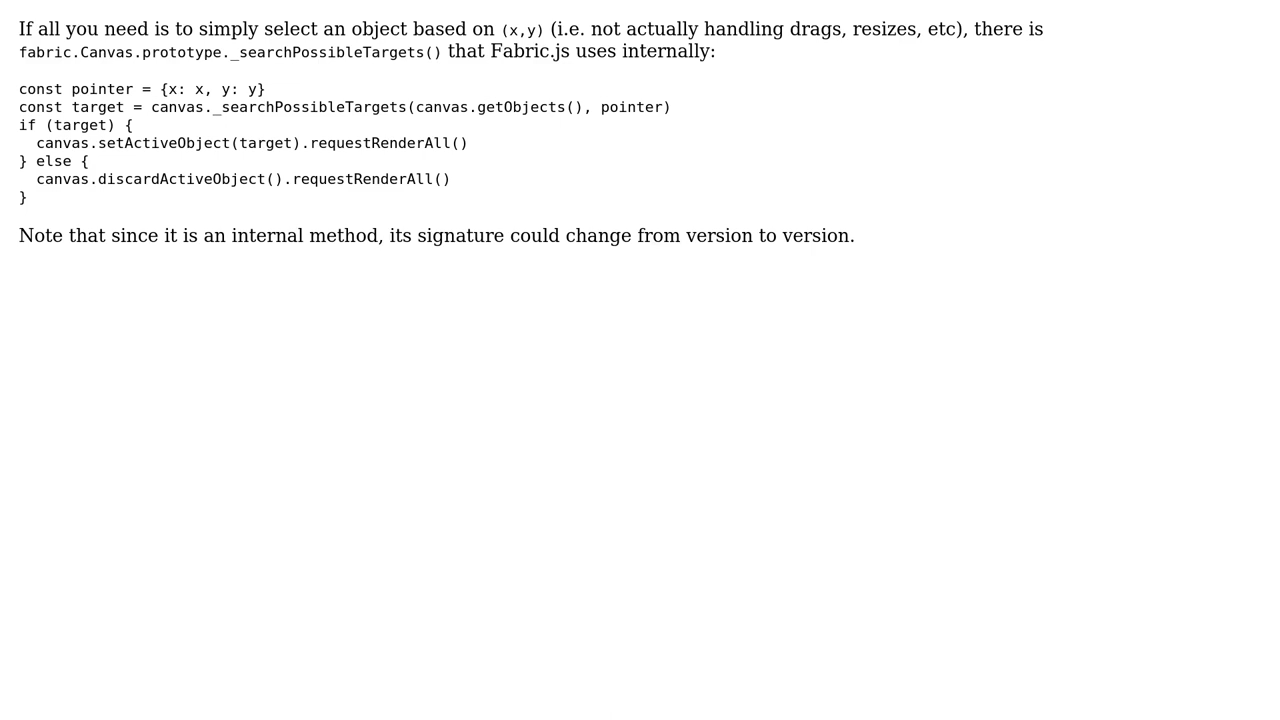 If all you need is to simply select an object based on (x,y) (i.e. not actually handling drags, resizes, etc), there is
fabric.Canvas.prototype._searchPossibleTargets() that Fabric.js uses internally:
const pointer = {x: x, y: y}
const target = canvas._searchPossibleTargets(canvas.getObjects(), pointer)
if (target) {
  canvas.setActiveObject(target).requestRenderAll()
} else {
  canvas.discardActiveObject().requestRenderAll()
}
Note that since it is an internal method, its signature could change from version to version.